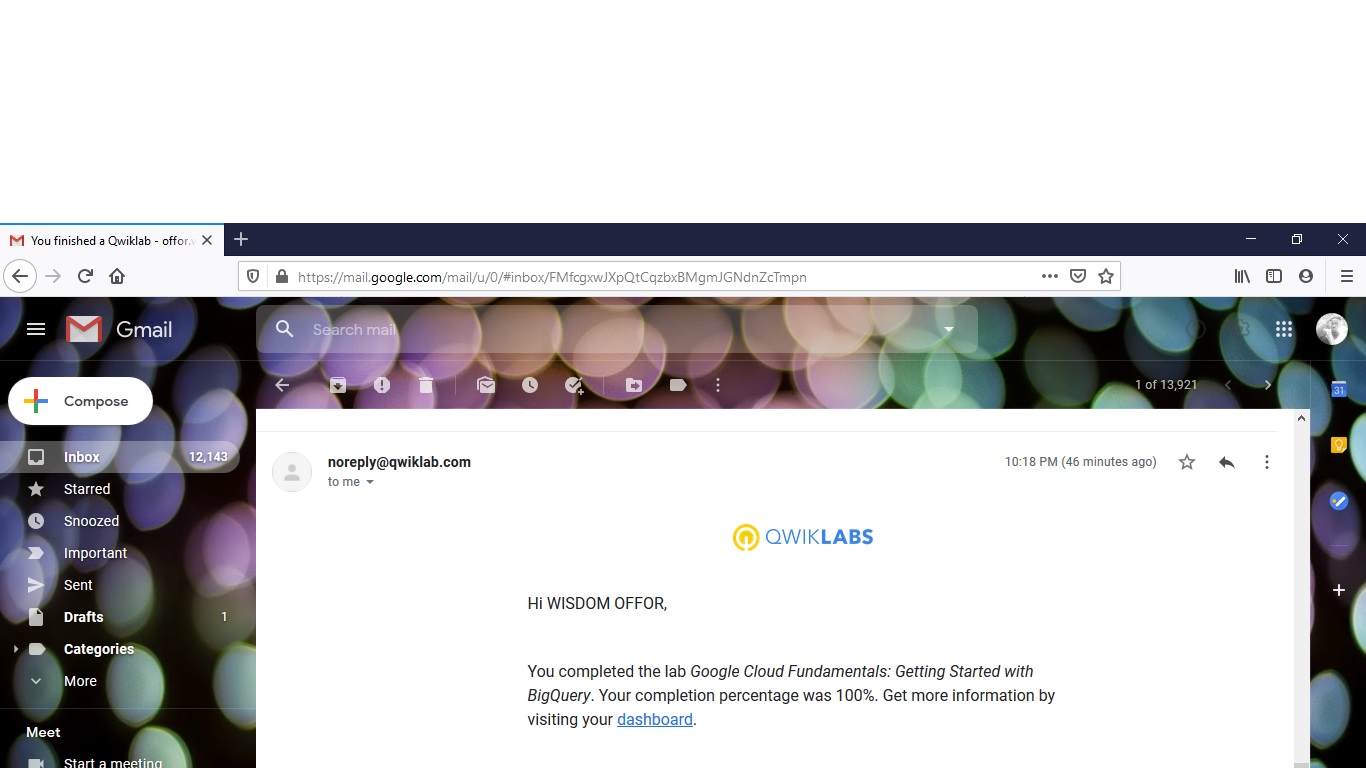 You finished a Qwiklab - offor.w
https://mail.google.com/mail/u/0/#inbox/FMfcgxwJXpQtCqzbxBMgmJGNdnZcTmpn
Gmail
Search mail
Compose
1 of 13,921
31
Inbox 12,143
Starred
Snoozed
Important
Sent
Drafts 1
Categories
More
Meet
Start a meeting
noreply@qwiklab.com
10:18 PM (46 minutes ago)
to me
QWIKLABS
Hi WISDOM OFFOR,
You completed the lab Google Cloud Fundamentals: Getting Started with
BigQuery. Your completion percentage was 100%. Get more information by
visiting your dashboard.